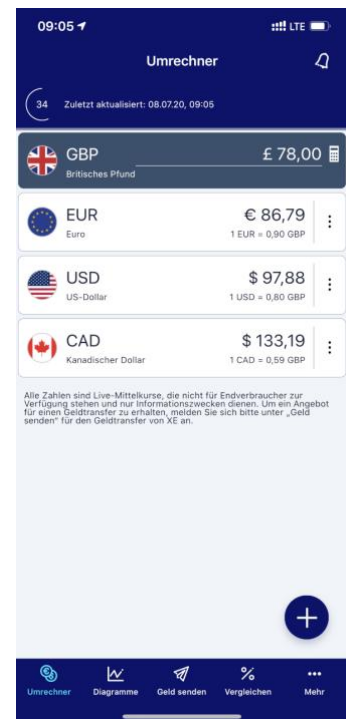 09:05 LTE
Umrechner
34 Zuletzt aktualisiert: 08.07.20, 09:05
GBP £ 78,00
Britisches Pfund
EUR € 86,79
Euro 1 EUR = 0,90 GBP
USD $ 97,88
US-Dollar 1 USD = 0,80 GBP
CAD $ 133,19
Kanadischer Dollar 1 CAD = 0,59 GBP
Alle Zahlen sind Live-Mittelkurse, die nicht für Endverbraucher zur
Verfügung stehen und nur Informationszwecken dienen. Um ein Angebot
für einen Geldtransfer zu erhalten, melden Sie sich bitte unter „Geld
senden“ für den Geldtransfer von XE an.
+
Umrechner Diagramme Geld senden Vergleichen Mehr